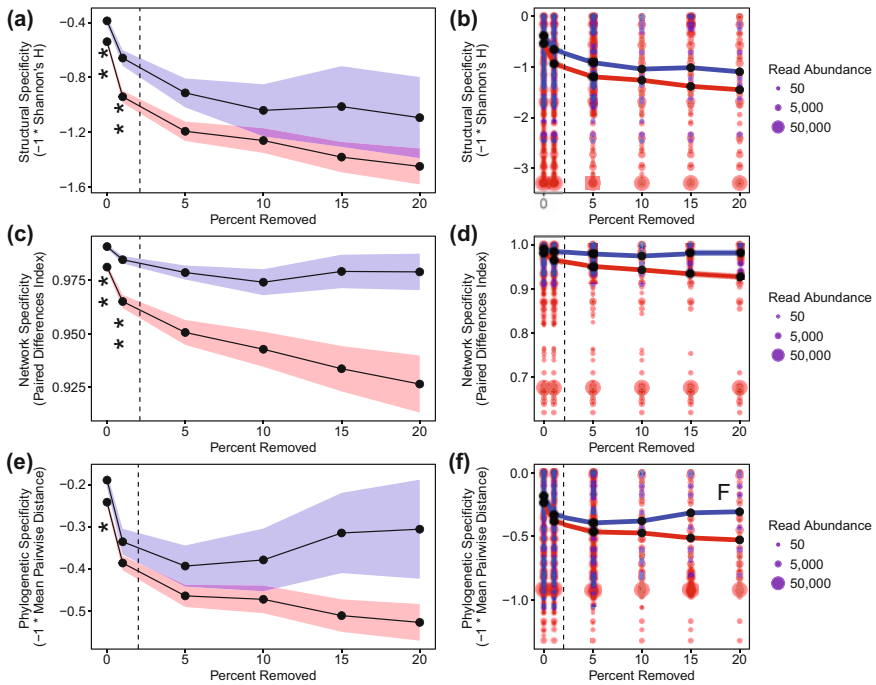 (a)
Structural Specificity
(−1 * Shannon's H)
−0.4
−0.8
−1.2
−1.6
* *
* *
0 5 10 15 20
Percent Removed
(b)
Structural Specificity
(−1 * Shannon's H)
0
−1
−2
−3
0 5 10 15 20
Percent Removed
Read Abundance
50
5,000
50,000
(c)
Network Specificity
(Paired Differences Index)
0.975
0.950
0.925
* *
* *
0 5 10 15 20
Percent Removed
(d)
Network Specificity
(Paired Differences Index)
1.0
0.9
0.8
0.7
0 5 10 15 20
Percent Removed
Read Abundance
50
5,000
50,000
(e)
Phylogenetic Specificity
(−1 * Mean Pairwise Distance)
−0.2
−0.3
−0.4
−0.5
*
0 5 10 15 20
Percent Removed
(f)
Phylogenetic Specificity
(−1 * Mean Pairwise Distance)
0.0
−0.5
−1.0
F
0 5 10 15 20
Percent Removed
Read Abundance
50
5,000
50,000